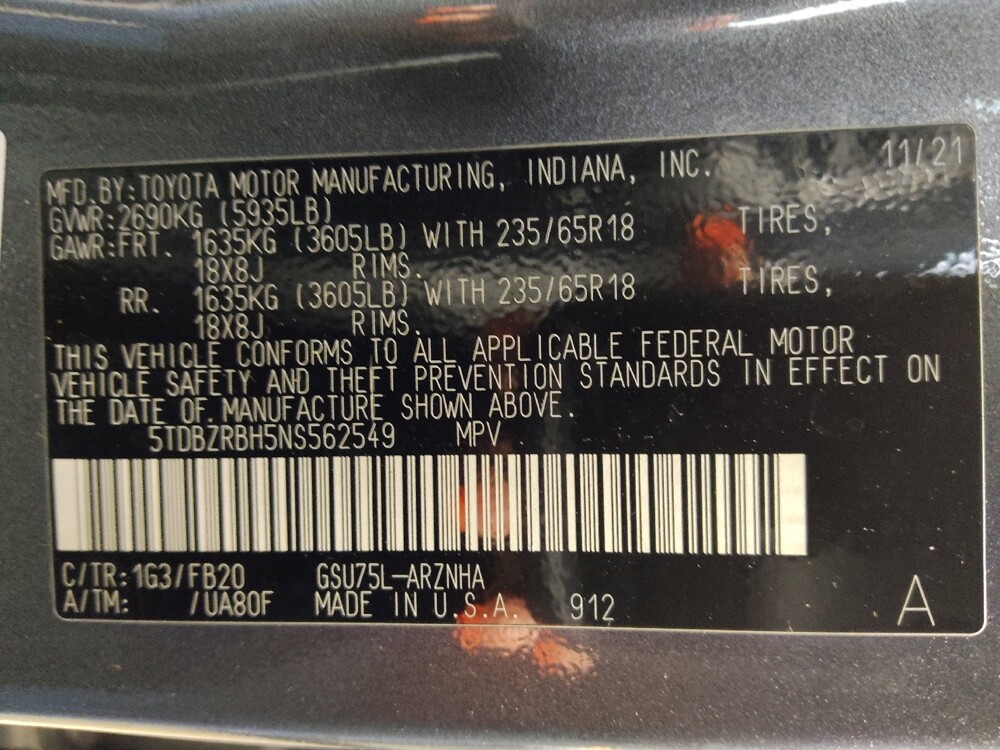 MFD.BY:TOYOTA MOTOR MANUFACTURING, INDIANA, INC. 11/21
GVWR:2690KG (5935LB)
GAWR:FRT. 1635KG (3605LB) WITH 235/65R18 TIRES,
18X8J RIMS.
RR. 1635KG (3605LB) WITH 235/65R18 TIRES,
18X8J RIMS.
THIS VEHICLE CONFORMS TO ALL APPLICABLE FEDERAL MOTOR
VEHICLE SAFETY AND THEFT PREVENTION STANDARDS IN EFFECT ON
THE DATE OF MANUFACTURE SHOWN ABOVE.
5TDBZRBH5NS562549 MPV
C/TR:1G3/FB20 GSU75L-ARZNHA
A/TM: /UA80F MADE IN U.S.A. 912 A